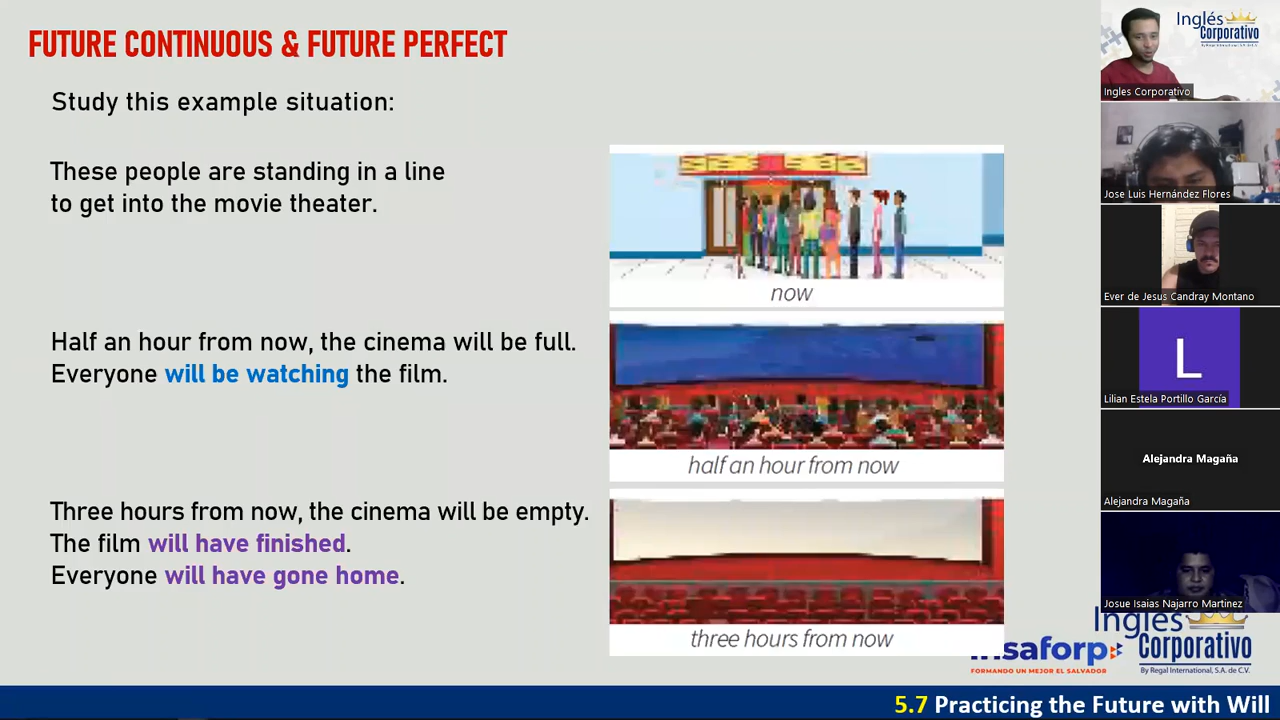 FUTURE CONTINUOUS & FUTURE PERFECT
Study this example situation:
These people are standing in a line
to get into the movie theater.
now
Half an hour from now, the cinema will be full.
Everyone will be watching the film.
half an hour from now
Three hours from now, the cinema will be empty.
The film will have finished.
Everyone will have gone home.
three hours from now
Inglés
Corporativo
Ingles Corporativo
Jose Luis Hernández Flores
Ever de Jesus Candray Montano
L
Lilian Estela Portillo García
Alejandra Magaña
Alejandra Magaña
Josue Isaias Najarro Martinez
Inglés
Corporativo
By Regal International, S.A. de C.V.
insaforp
FORMANDO UN MEJOR EL SALVADOR
5.7 Practicing the Future with Will